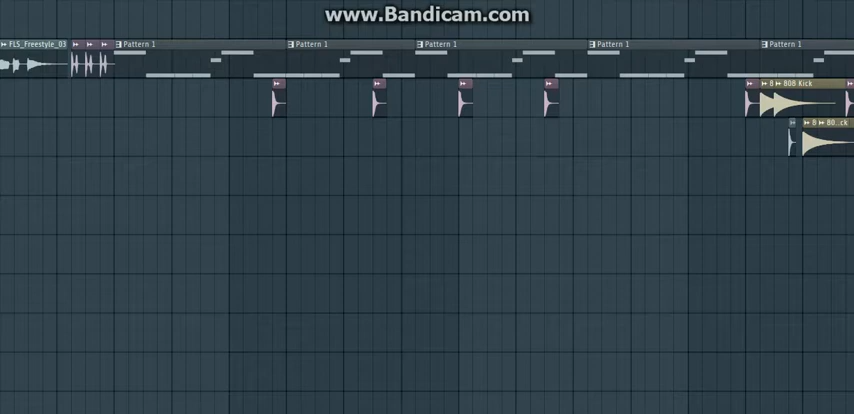 www.Bandicam.com
FLS_Freestyle_03
Pattern 1
Pattern 1
Pattern 1
Pattern 1
Pattern 1
8 808 Kick
8 80..ck